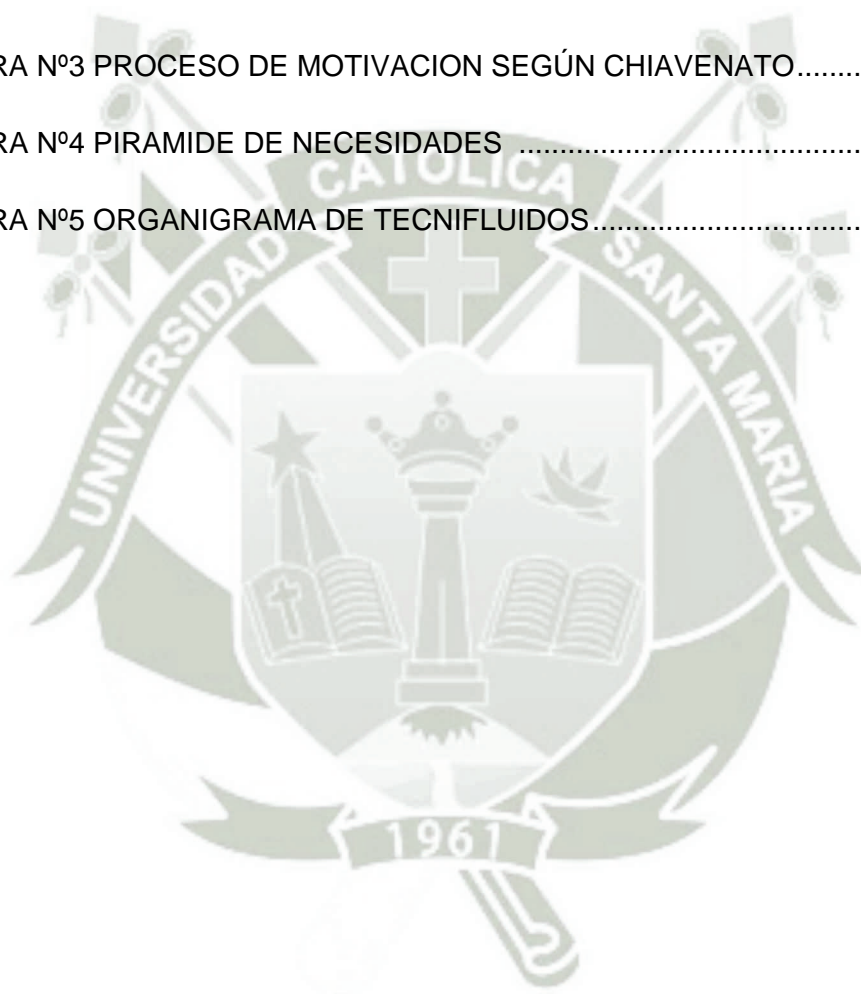 RA Nº3 PROCESO DE MOTIVACION SEGÚN CHIAVENATO........
RA Nº4 PIRAMIDE DE NECESIDADES ..........................................
RA Nº5 ORGANIGRAMA DE TECNIFLUIDOS.................................
UNIVERSIDAD CATOLICA SANTA MARIA
1961